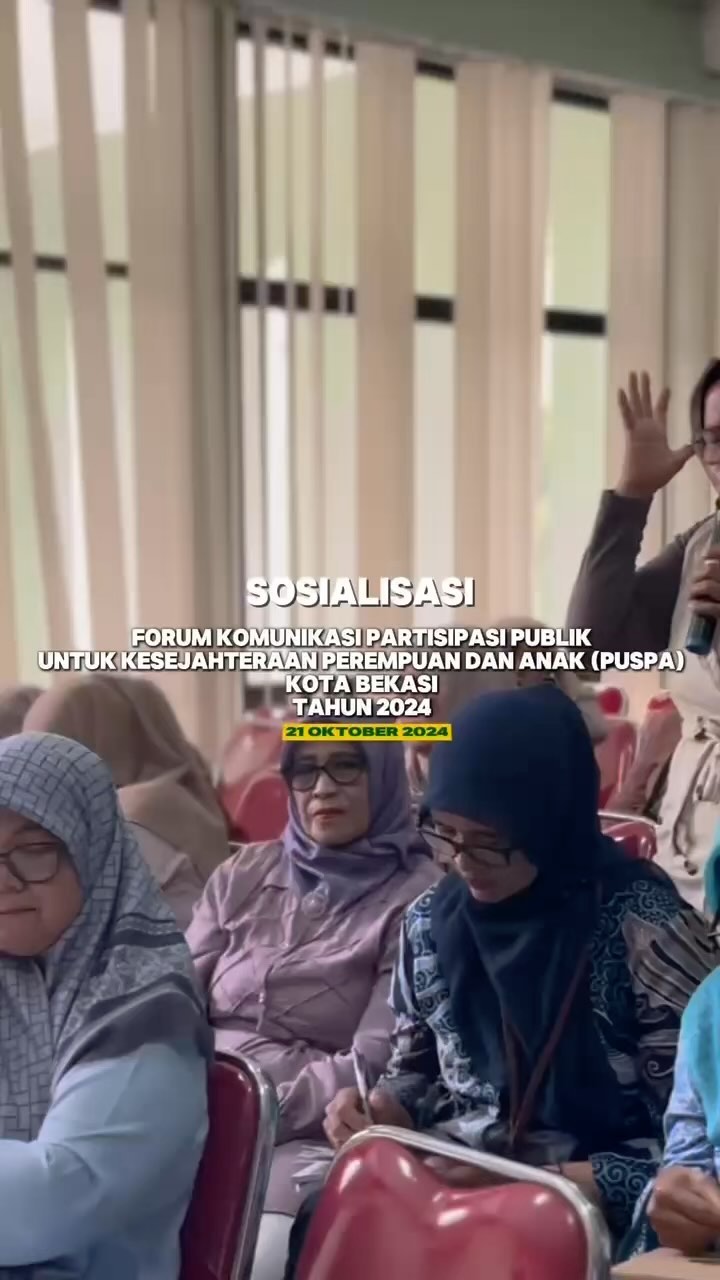 SOSIALISASI
FORUM KOMUNIKASI PARTISIPASI PUBLIK
UNTUK KESEJAHTERAAN PEREMPUAN DAN ANAK (PUSPA)
KOTA BEKASI
TAHUN 2024
21 OKTOBER 2024